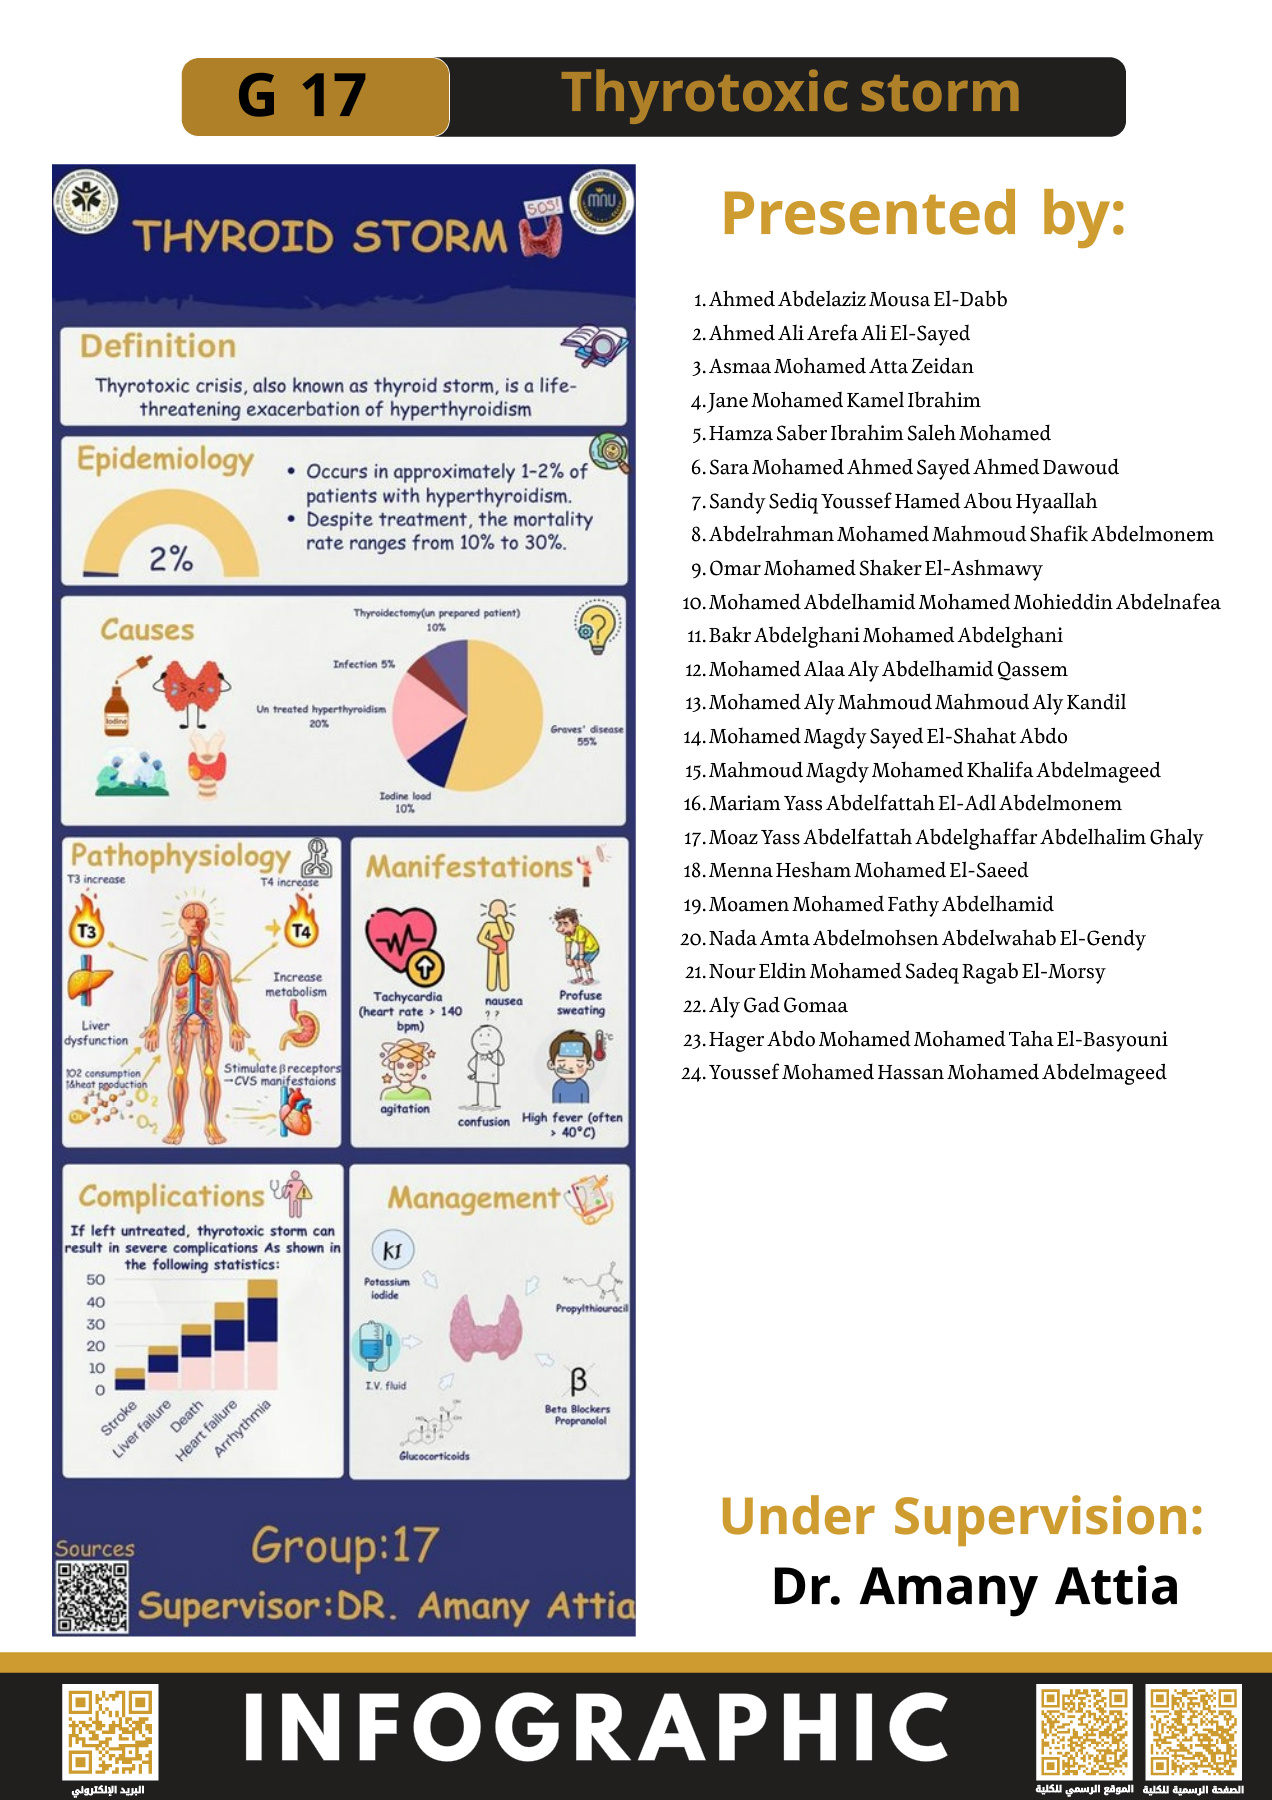 G 17
Thyrotoxic storm
THYROID STORM
SOS!
mnu
Definition
Thyrotoxic crisis, also known as thyroid storm, is a life-
threatening exacerbation of hyperthyroidism
Epidemiology
2%
• Occurs in approximately 1-2% of
patients with hyperthyroidism.
• Despite treatment, the mortality
rate ranges from 10% to 30%.
Causes
Iodine
Thyroidectomy(un prepared patient)
10%
Infection 5%
Un treated hyperthyroidism
20%
Graves' disease
55%
Iodine load
10%
Pathophysiology
T3 increase
T4 increase
T3
T4
Increase
metabolism
Liver
dysfunction
Stimulate β receptors
→CVS manifestaions
↑O2 consumption
↑&heat production
O2
O2
O2
Manifestations
Tachycardia
(heart rate > 140
bpm)
nausea
Profuse
sweating
??
°C
agitation
confusion
High fever (often
> 40°C)
Complications
If left untreated, thyrotoxic storm can
result in severe complications As shown in
the following statistics:
50
40
30
20
10
0
Stroke
Liver failure
Death
Heart failure
Arrhythmia
Management
KI
Potassium
iodide
Propylthiouracil
I.V. fluid
β
Beta Blockers
Propranolol
Glucocorticoids
Sources
Group:17
Supervisor:DR. Amany Attia
Presented by:
1. Ahmed Abdelaziz Mousa El-Dabb
2. Ahmed Ali Arefa Ali El-Sayed
3. Asmaa Mohamed Atta Zeidan
4. Jane Mohamed Kamel Ibrahim
5. Hamza Saber Ibrahim Saleh Mohamed
6. Sara Mohamed Ahmed Sayed Ahmed Dawoud
7. Sandy Sediq Youssef Hamed Abou Hyaallah
8. Abdelrahman Mohamed Mahmoud Shafik Abdelmonem
9. Omar Mohamed Shaker El-Ashmawy
10. Mohamed Abdelhamid Mohamed Mohieddin Abdelnafea
11. Bakr Abdelghani Mohamed Abdelghani
12. Mohamed Alaa Aly Abdelhamid Qassem
13. Mohamed Aly Mahmoud Mahmoud Aly Kandil
14. Mohamed Magdy Sayed El-Shahat Abdo
15. Mahmoud Magdy Mohamed Khalifa Abdelmageed
16. Mariam Yass Abdelfattah El-Adl Abdelmonem
17. Moaz Yass Abdelfattah Abdelghaffar Abdelhalim Ghaly
18. Menna Hesham Mohamed El-Saeed
19. Moamen Mohamed Fathy Abdelhamid
20. Nada Amta Abdelmohsen Abdelwahab El-Gendy
21. Nour Eldin Mohamed Sadeq Ragab El-Morsy
22. Aly Gad Gomaa
23. Hager Abdo Mohamed Mohamed Taha El-Basyouni
24. Youssef Mohamed Hassan Mohamed Abdelmageed
Under Supervision:
Dr. Amany Attia
INFOGRAPHIC
البريد الإلكتروني
الموقع الرسمي للكلية
الصفحة الرسمية للكلية